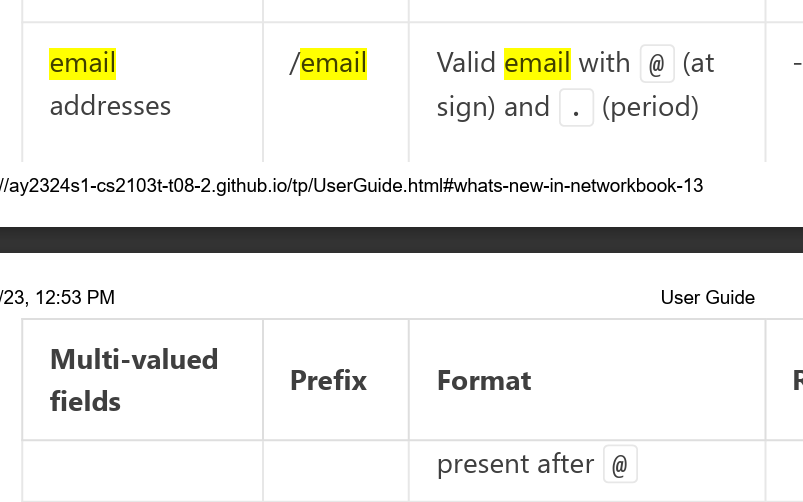 email /email Valid email with @ (at -
addresses sign) and . (period)
//ay2324s1-cs2103t-t08-2.github.io/tp/UserGuide.html#whats-new-in-networkbook-13
/23, 12:53 PM User Guide
Multi-valued
fields Prefix Format
present after @